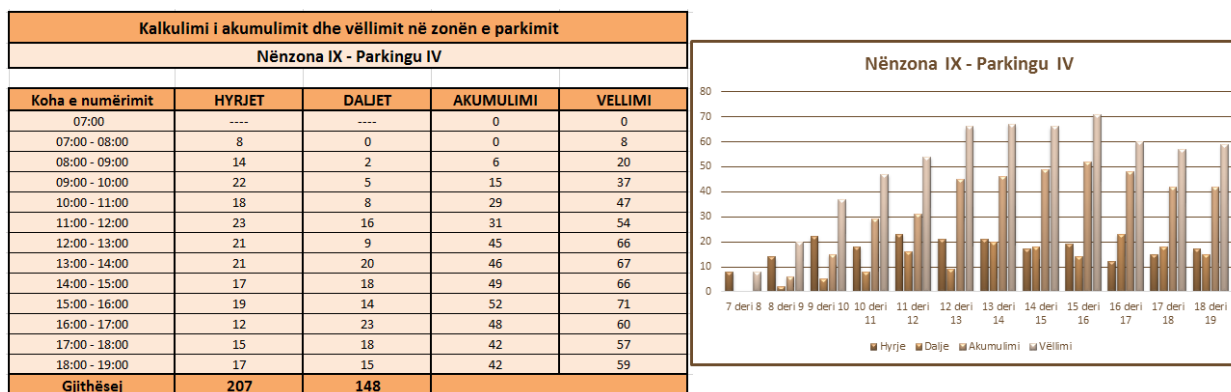 Kalkulimi i akumulimit dhe vëllimit në zonën e parkimit
Nënzona IX - Parkingu IV
Koha e numërimit HYRJET DALJET AKUMULIMI VELLIMI
07:00 ---- ---- 0 0
07:00 - 08:00 8 0 0 8
08:00 - 09:00 14 2 6 20
09:00 - 10:00 22 5 15 37
10:00 - 11:00 18 8 29 47
11:00 - 12:00 23 16 31 54
12:00 - 13:00 21 9 45 66
13:00 - 14:00 21 20 46 67
14:00 - 15:00 17 18 49 66
15:00 - 16:00 19 14 52 71
16:00 - 17:00 12 23 48 60
17:00 - 18:00 15 18 42 57
18:00 - 19:00 17 15 42 59
Gjithësej 207 148
Nënzona IX - Parkingu IV
80
70
60
50
40
30
20
10
0
7 deri 8 8 deri 9 9 deri 10 10 deri 11 deri 12 deri 13 deri 14 deri 15 deri 16 deri 17 deri 18 deri
11 12 13 14 15 16 17 18 19
Hyrje Dalje Akumulimi Vëllimi